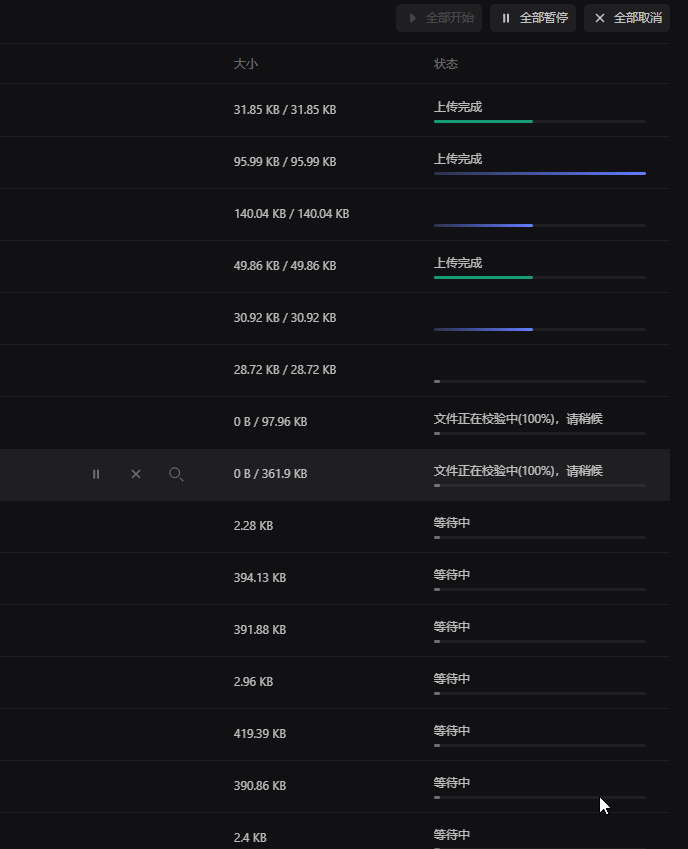 全部开始 全部暂停 全部取消
大小 状态
31.85 KB / 31.85 KB 上传完成
95.99 KB / 95.99 KB 上传完成
140.04 KB / 140.04 KB
49.86 KB / 49.86 KB 上传完成
30.92 KB / 30.92 KB
28.72 KB / 28.72 KB
0 B / 97.96 KB 文件正在校验中(100%)，请稍候
0 B / 361.9 KB 文件正在校验中(100%)，请稍候
2.28 KB 等待中
394.13 KB 等待中
391.88 KB 等待中
2.96 KB 等待中
419.39 KB 等待中
390.86 KB 等待中
2.4 KB 等待中